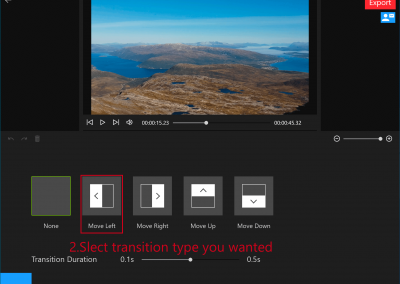 Export
00:00:15.23 00:00:45.32
None Move Left Move Right Move Up Move Down
2.Slect transition type you wanted
Transition Duration 0.1s 0.5s